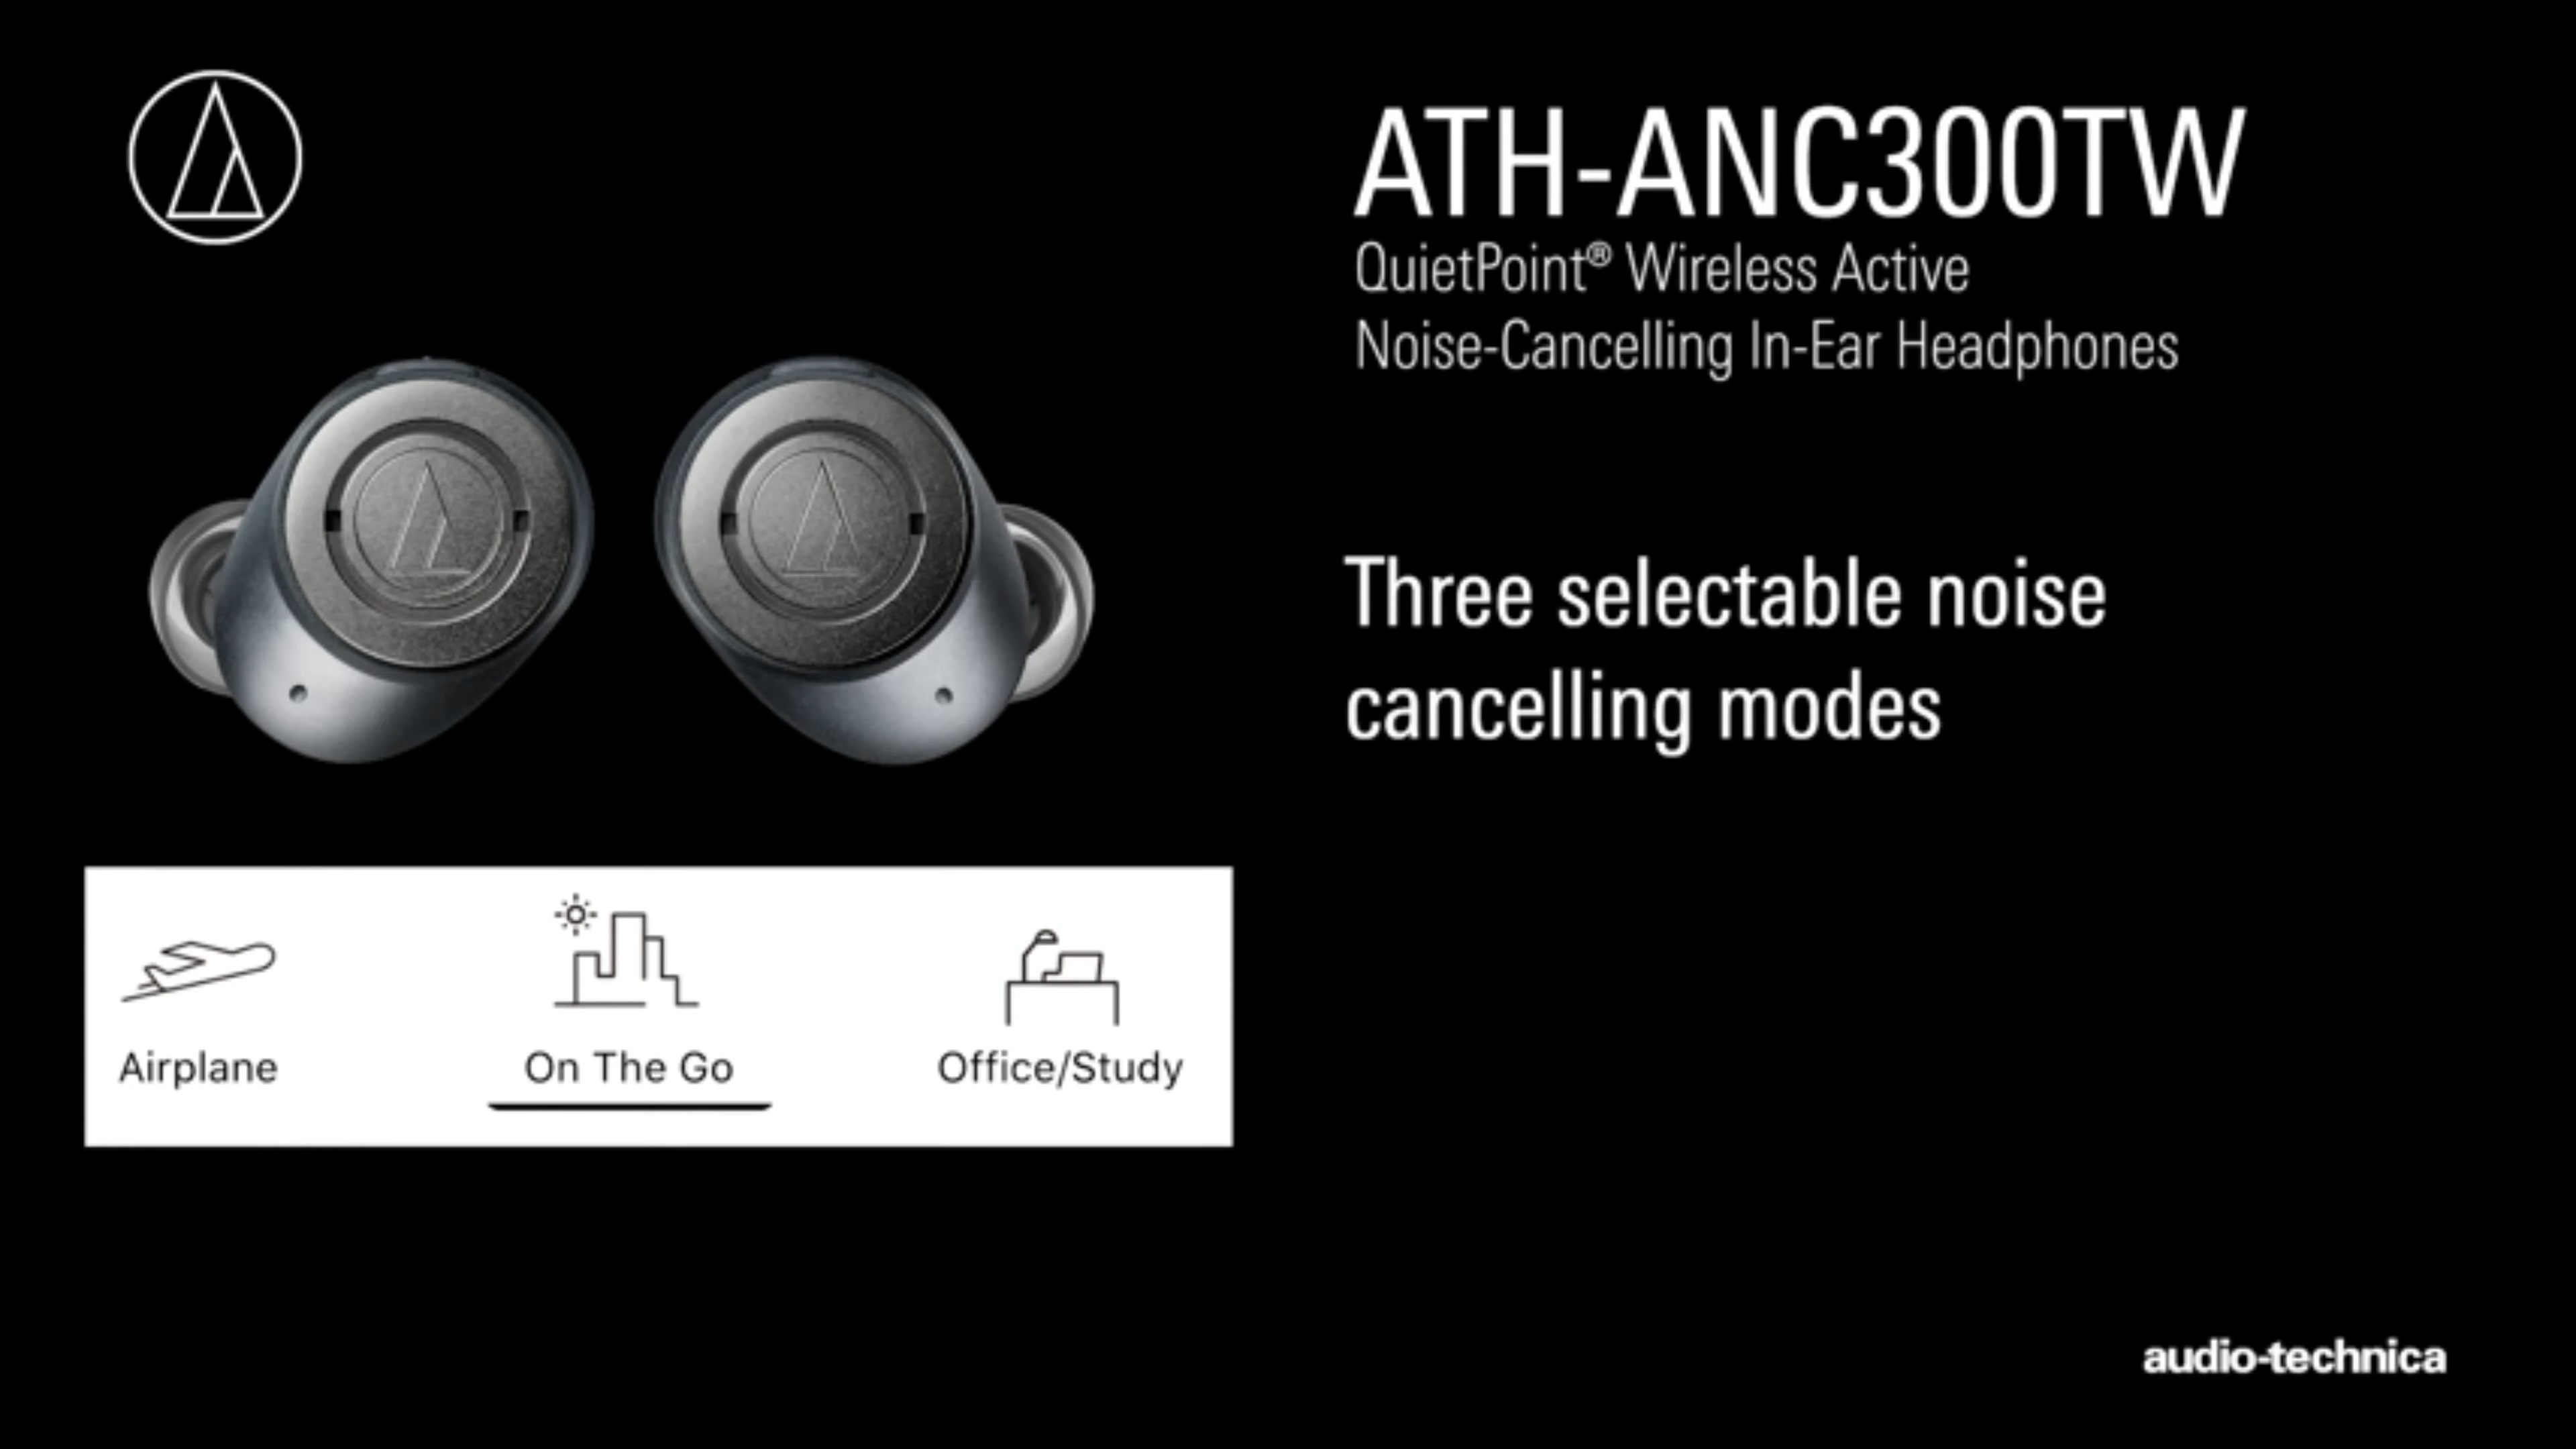 ATH-ANC300TW
QuietPoint® Wireless Active
Noise-Cancelling In-Ear Headphones
Three selectable noise
cancelling modes
Airplane
On The Go
Office/Study
audio-technica